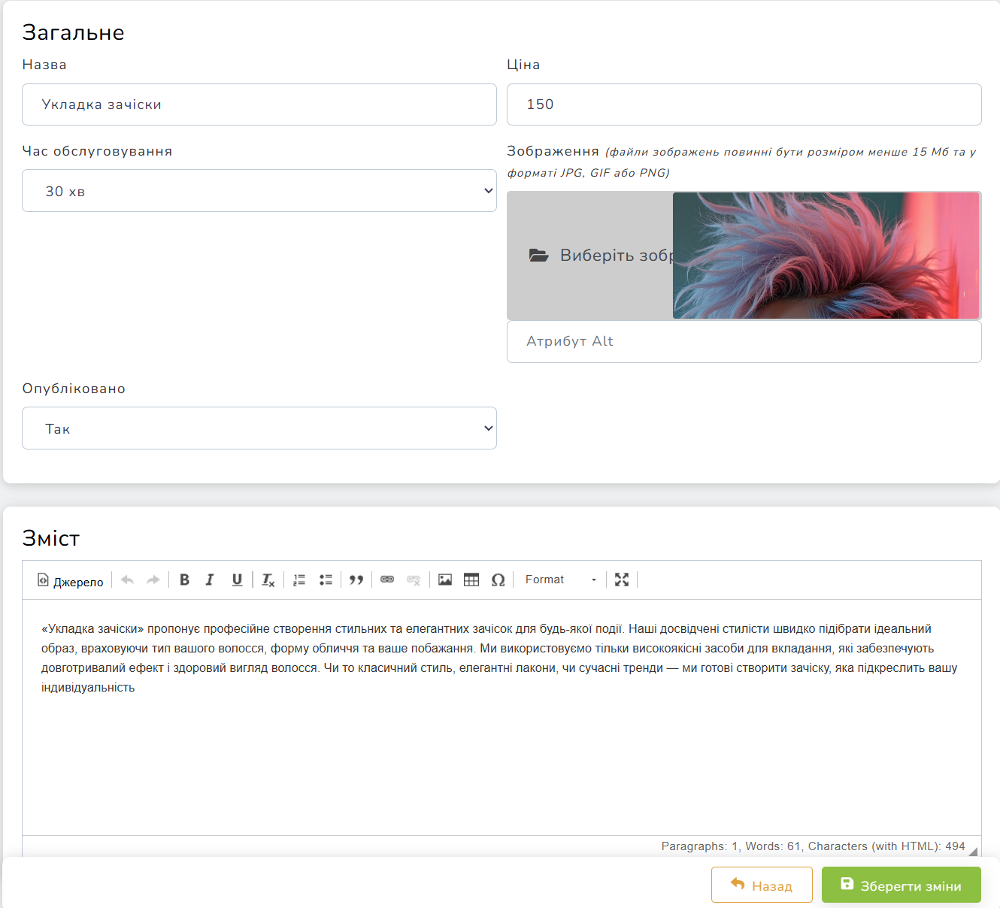 Загальне
Назва
Ціна
Укладка зачіски
150
Час обслуговування
Зображення (файли зображень повинні бути розміром менше 15 Мб та у
форматі JPG, GIF або PNG)
30 хв
Виберіть зобр
Атрибут Alt
Опубліковано
Так
Зміст
Джерело
Format
«Укладка зачіски» пропонує професійне створення стильних та елегантних зачісок для будь-якої події. Наші досвідчені стилісти швидко підібрати ідеальний
образ, враховуючи тип вашого волосся, форму обличчя та ваше побажання. Ми використовуємо тільки високоякісні засоби для вкладання, які забезпечують
довготривалий ефект і здоровий вигляд волосся. Чи то класичний стиль, елегантні лакони, чи сучасні тренди — ми готові створити зачіску, яка підкреслить вашу
індивідуальність
Paragraphs: 1, Words: 61, Characters (with HTML): 494
Назад
Зберегти зміни